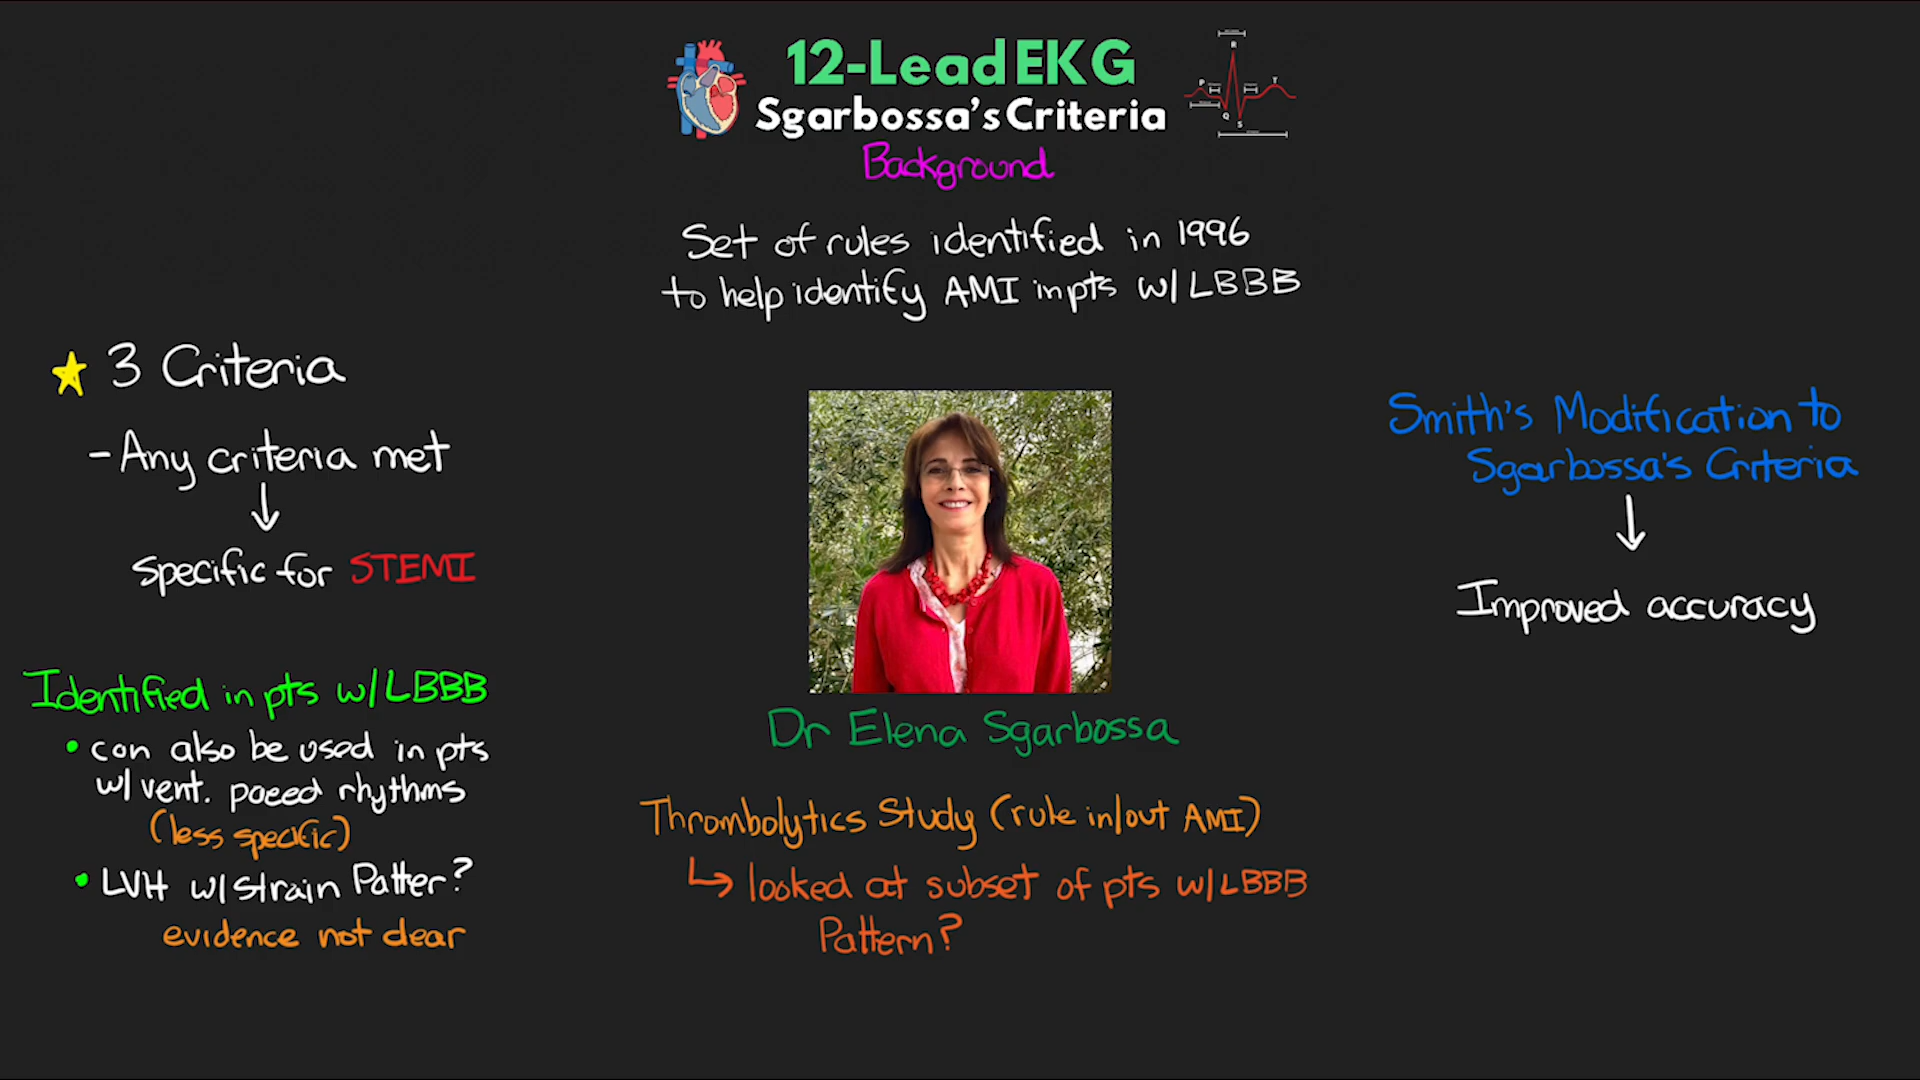 12-Lead EKG
Sgarbossa's Criteria
Background
R
P
T
Q
S
Set of rules identified in 1996
to help identify AMI in pts w/ LBBB
3 Criteria
- Any criteria met
Specific for STEMI
Identified in pts w/ LBBB
• can also be used in pts
w/ vent. paced rhythms
(less specific)
• LVH w/ strain Patter?
evidence not clear
Dr Elena Sgarbossa
Thrombolytics Study (rule in/out AMI)
looked at subset of pts w/ LBBB
Pattern?
Smith's Modification to
Sgarbossa's Criteria
Improved accuracy